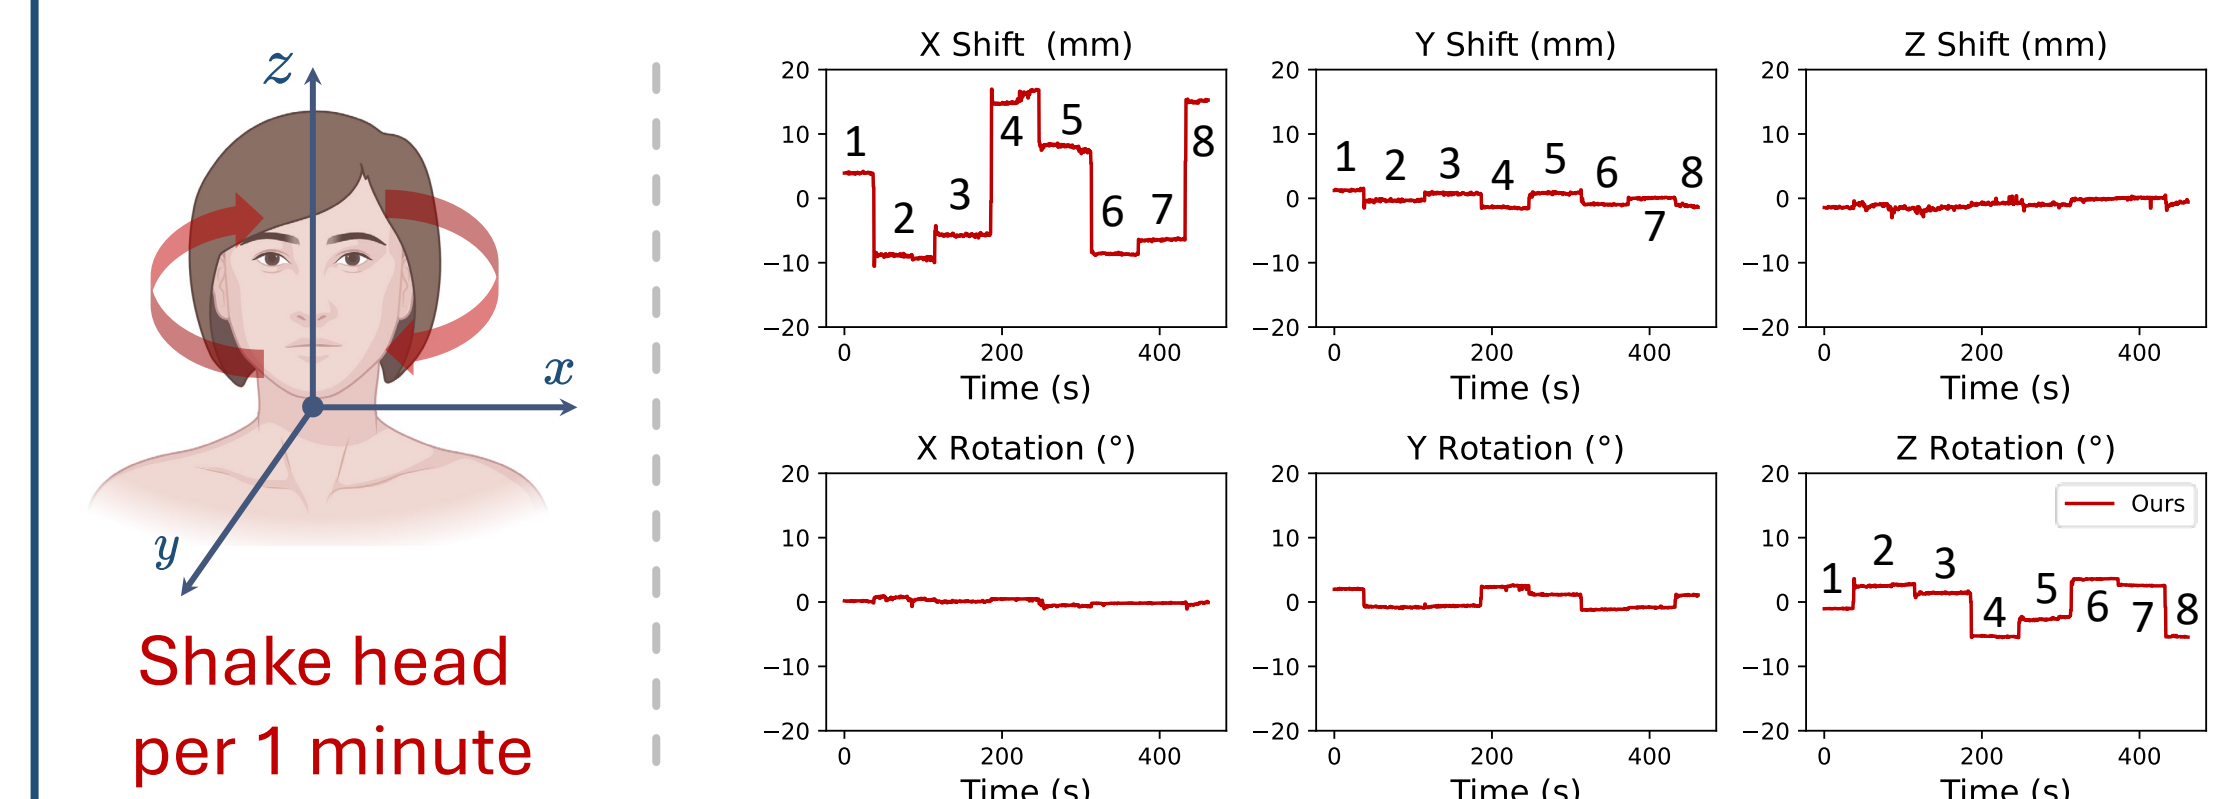 z
x
y
Shake head
per 1 minute
X Shift (mm)
20
10
0
−10
−20
0 200 400
Time (s)
1 2 3 4 5 6 7 8
Y Shift (mm)
20
10
0
−10
−20
0 200 400
Time (s)
1 2 3 4 5 6 7 8
Z Shift (mm)
20
10
0
−10
−20
0 200 400
Time (s)
X Rotation (°)
20
10
0
−10
−20
0 200 400
Time (s)
Y Rotation (°)
20
10
0
−10
−20
0 200 400
Time (s)
Z Rotation (°)
20
10
0
−10
−20
0 200 400
Time (s)
Ours
1 2 3 4 5 6 7 8